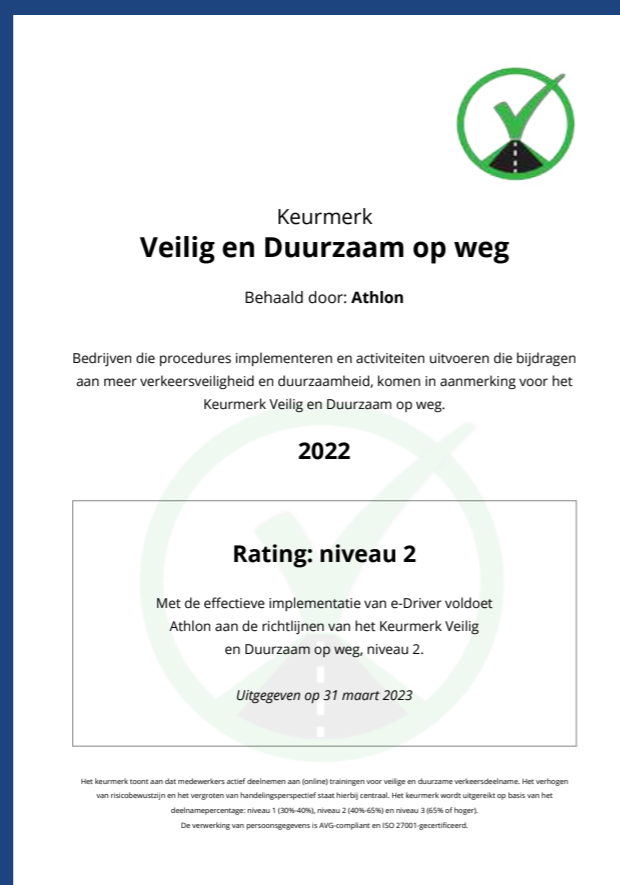 Keurmerk
Veilig en Duurzaam op weg
Behaald door: Athlon
Bedrijven die procedures implementeren en activiteiten uitvoeren die bijdragen
aan meer verkeersveiligheid en duurzaamheid, komen in aanmerking voor het
Keurmerk Veilig en Duurzaam op weg.
2022
Rating: niveau 2
Met de effectieve implementatie van e-Driver voldoet
Athlon aan de richtlijnen van het Keurmerk Veilig
en Duurzaam op weg, niveau 2.
Uitgegeven op 31 maart 2023
Het keurmerk toont aan dat medewerkers actief deelnemen aan (online) trainingen voor veilige en duurzame verkeersdeelname. Het verhogen
van risicobewustzijn en het vergroten van handelingsperspectief staat hierbij centraal. Het keurmerk wordt uitgereikt op basis van het
deelnamepercentage: niveau 1 (30%-40%), niveau 2 (40%-65%) en niveau 3 (65% of hoger).
De verwerking van persoonsgegevens is AVG-compliant en ISO 27001-gecertificeerd.